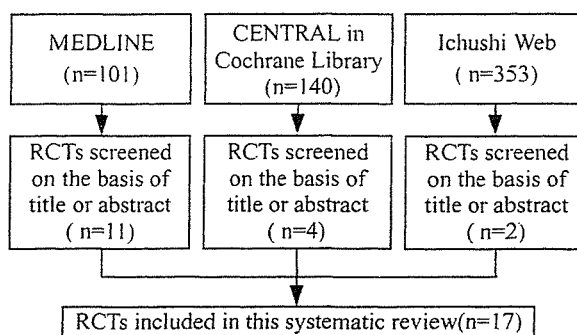 MEDLINE
(n=101)
CENTRAL in
Cochrane Library
(n=140)
Ichushi Web
( n=353)
RCTs screened
on the basis of
title or abstract
( n=11)
RCTs screened
on the basis of
title or abstract
( n=4)
RCTs screened
on the basis of
title or abstract
( n=2)
RCTs included in this systematic review(n=17)